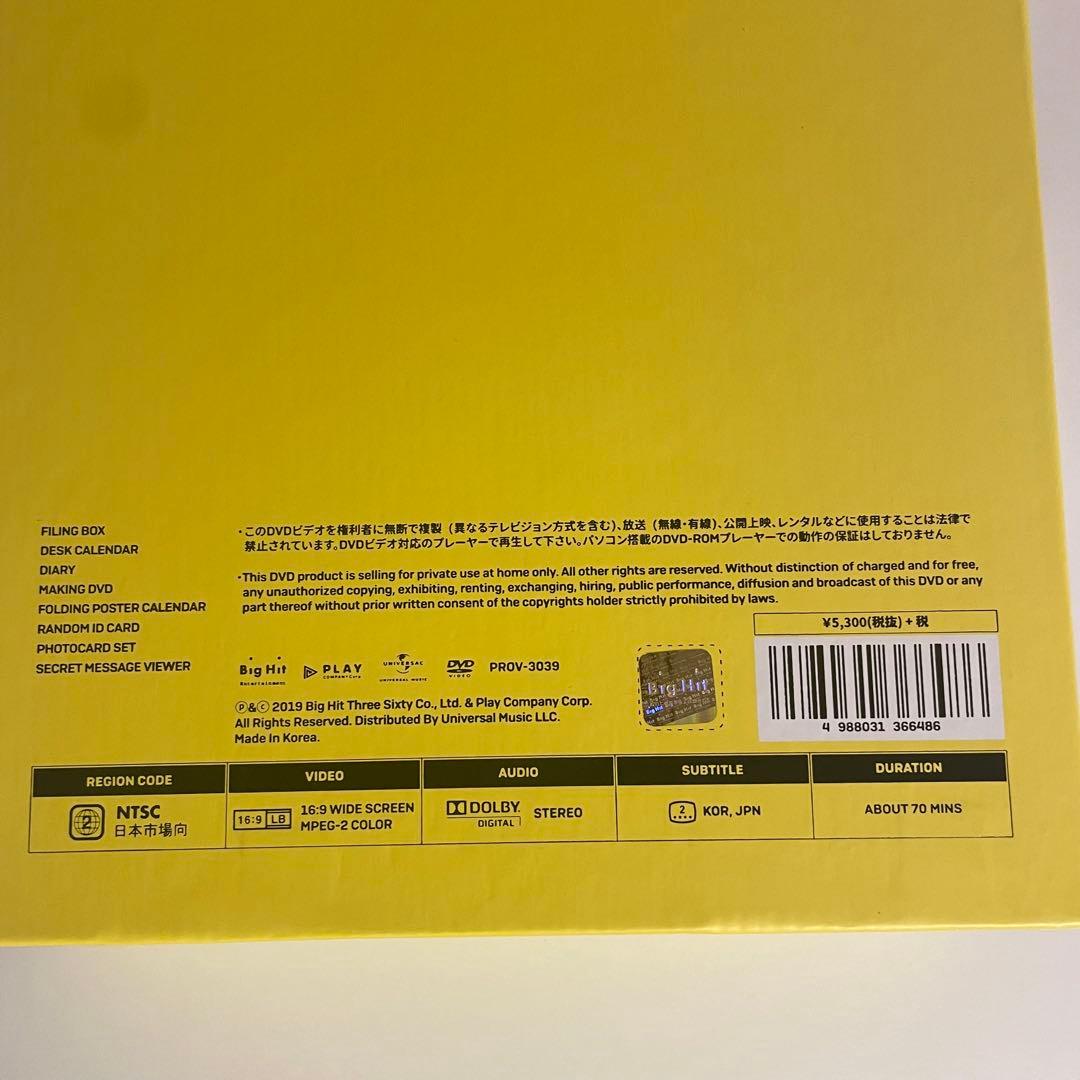 FILING BOX
DESK CALENDAR
DIARY
MAKING DVD
FOLDING POSTER CALENDAR
RANDOM ID CARD
PHOTOCARD SET
SECRET MESSAGE VIEWER
・このDVDビデオを権利者に無断で複製（異なるテレビジョン方式を含む）、放送（無線・有線）、公開上映、レンタルなどに使用することは法律で
禁止されています。DVDビデオ対応のプレーヤーで再生して下さい。パソコン搭載のDVD-ROMプレーヤーでの動作の保証はしておりません。
・This DVD product is selling for private use at home only. All other rights are reserved. Without distinction of charged and for free,
any unauthorized copying, exhibiting, renting, exchanging, hiring, public performance, diffusion and broadcast of this DVD or any
part thereof without prior written consent of the copyrights holder strictly prohibited by laws.
¥5,300(税抜)+税
Big Hit
Entertainment
PLAY
COMPANY Corp
UNIVERSAL
UNIVERSAL MUSIC
DVD
VIDEO
PROV-3039
Big Hit
4 988031 366486
Ⓟ&ⓒ 2019 Big Hit Three Sixty Co., Ltd. & Play Company Corp.
All Rights Reserved. Distributed By Universal Music LLC.
Made In Korea.
REGION CODE
VIDEO
AUDIO
SUBTITLE
DURATION
2
NTSC
日本市場向
16:9 LB
16:9 WIDE SCREEN
MPEG-2 COLOR
DOLBY
DIGITAL
STEREO
2
KOR, JPN
ABOUT 70 MINS